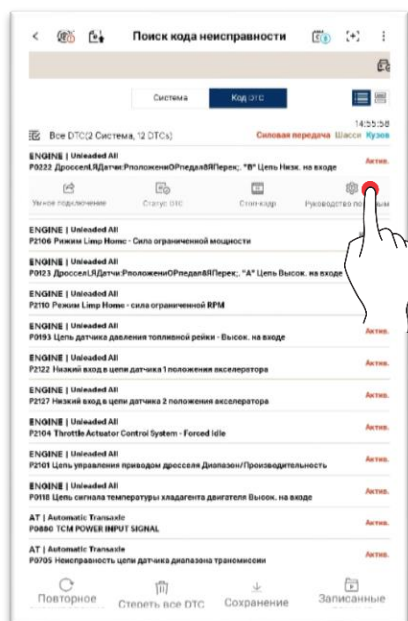 Поиск кода неисправности
Система
Код DTC
14:55:58
Все DTC(2 Система, 12 DTCs)
Силовая передача Шасси Кузов
ENGINE | Unleaded All
P0222 ДросселЯДатчи:РположениОРпедал8ЯПерек;. "B" Цепь Низк. на входе
Актив.
Умное подключение
Статус DTC
Стоп-кадр
Руководство по
ENGINE | Unleaded All
P2106 Режим Limp Home - Сила ограниченной мощности
ENGINE | Unleaded All
P0123 ДросселЯДатчи:РположениОРпедал8ЯПерек;. "A" Цепь Высок. на входе
ENGINE | Unleaded All
P2110 Режим Limp Home - сила ограниченной RPM
ENGINE | Unleaded All
P0193 Цепь датчика давления топливной рейки - Высок. на входе
Актив.
ENGINE | Unleaded All
P2122 Низкий вход в цепи датчика 1 положения акселератора
Актив.
ENGINE | Unleaded All
P2127 Низкий вход в цепи датчика 2 положения акселератора
Актив.
ENGINE | Unleaded All
P2104 Throttle Actuator Control System - Forced Idle
Актив.
ENGINE | Unleaded All
P2101 Цепь управления приводом дросселя Диапазон/Производительность
Актив.
ENGINE | Unleaded All
P0118 Цепь сигнала температуры хладагента двигателя Высок. на входе
Актив.
AT | Automatic Transaxle
P0880 TCM POWER INPUT SIGNAL
Актив.
AT | Automatic Transaxle
P0705 Неисправность цепи датчика диапазона трансмиссии
Актив.
Повторное
Стереть все DTC
Сохранение
Записанные